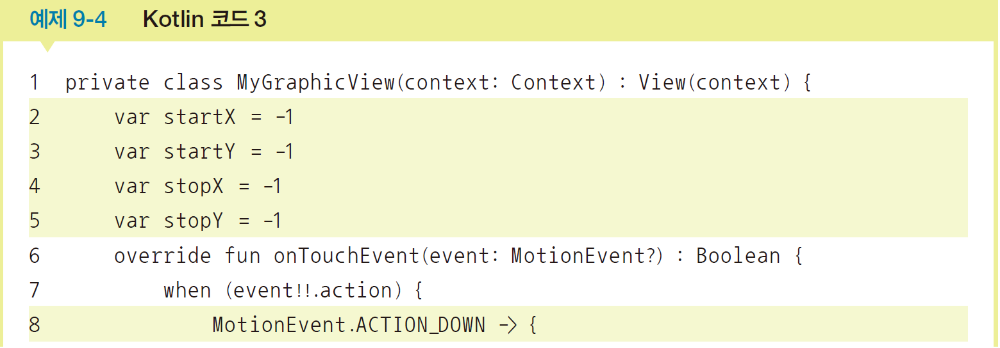 예제 9-4 Kotlin 코드 3
1 private class MyGraphicView(context: Context) : View(context) {
2 var startX = -1
3 var startY = -1
4 var stopX = -1
5 var stopY = -1
6 override fun onTouchEvent(event: MotionEvent?) : Boolean {
7 when (event!!.action) {
8 MotionEvent.ACTION_DOWN -> {